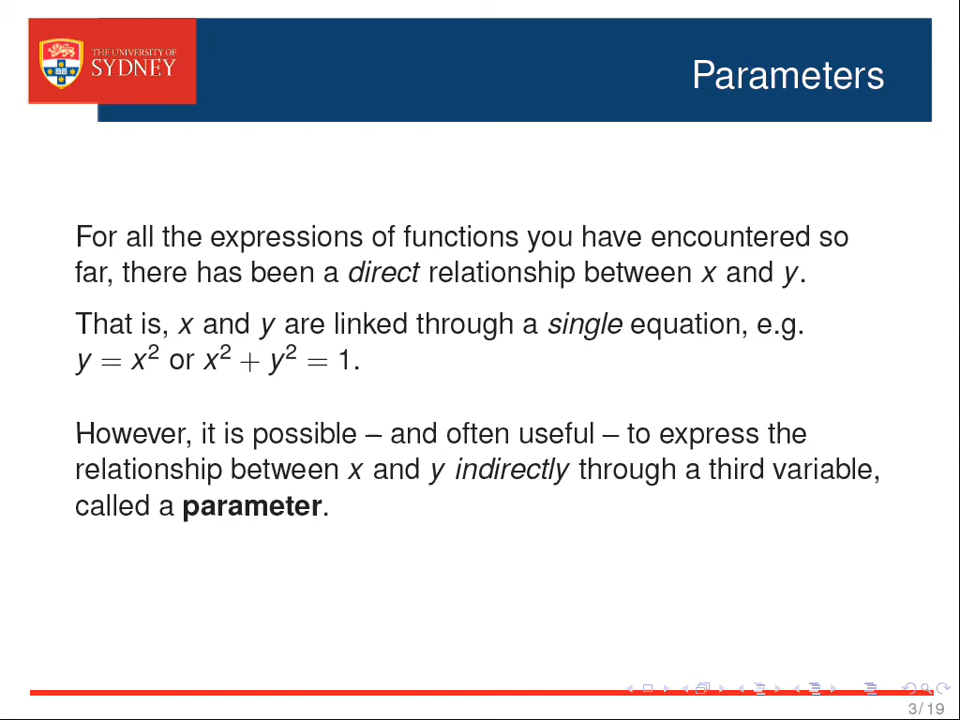 THE UNIVERSITY OF
SYDNEY
Parameters
For all the expressions of functions you have encountered so
far, there has been a direct relationship between x and y.
That is, x and y are linked through a single equation, e.g.
y = x² or x² + y² = 1.
However, it is possible – and often useful – to express the
relationship between x and y indirectly through a third variable,
called a parameter.
3/19